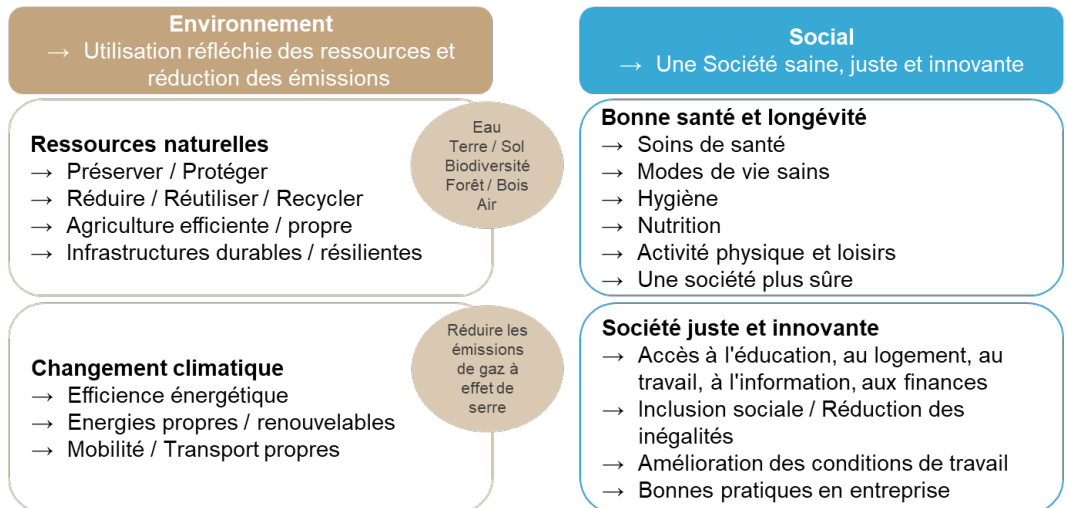 Environnement
→ Utilisation réfléchie des ressources et
réduction des émissions
Ressources naturelles
→ Préserver / Protéger
→ Réduire / Réutiliser / Recycler
→ Agriculture efficiente / propre
→ Infrastructures durables / résilientes
Eau
Terre / Sol
Biodiversité
Forêt / Bois
Air
Changement climatique
→ Efficience énergétique
→ Energies propres / renouvelables
→ Mobilité / Transport propres
Réduire les
émissions
de gaz à
effet de
serre
Social
→ Une Société saine, juste et innovante
Bonne santé et longévité
→ Soins de santé
→ Modes de vie sains
→ Hygiène
→ Nutrition
→ Activité physique et loisirs
→ Une société plus sûre
Société juste et innovante
→ Accès à l'éducation, au logement, au
travail, à l'information, aux finances
→ Inclusion sociale / Réduction des
inégalités
→ Amélioration des conditions de travail
→ Bonnes pratiques en entreprise